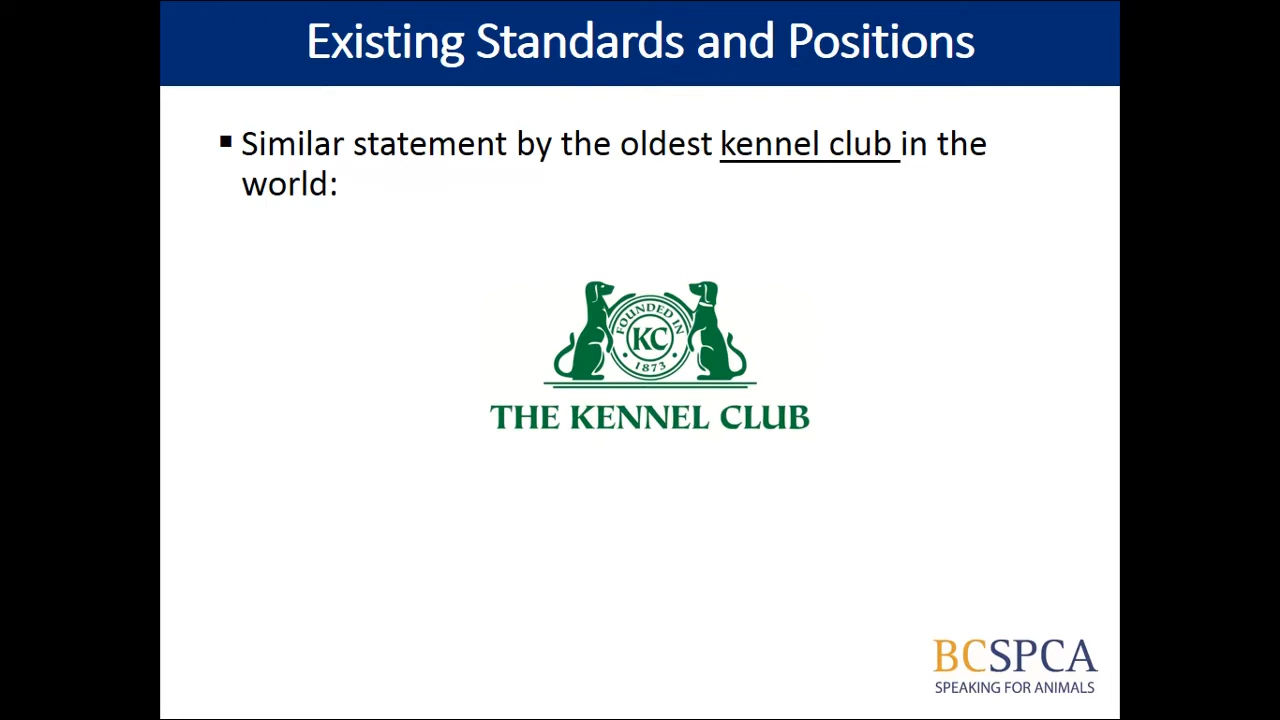 Existing Standards and Positions
▪ Similar statement by the oldest kennel club in the
world:
FOUNDED IN
KC
1873
THE KENNEL CLUB
BCSPCA
SPEAKING FOR ANIMALS